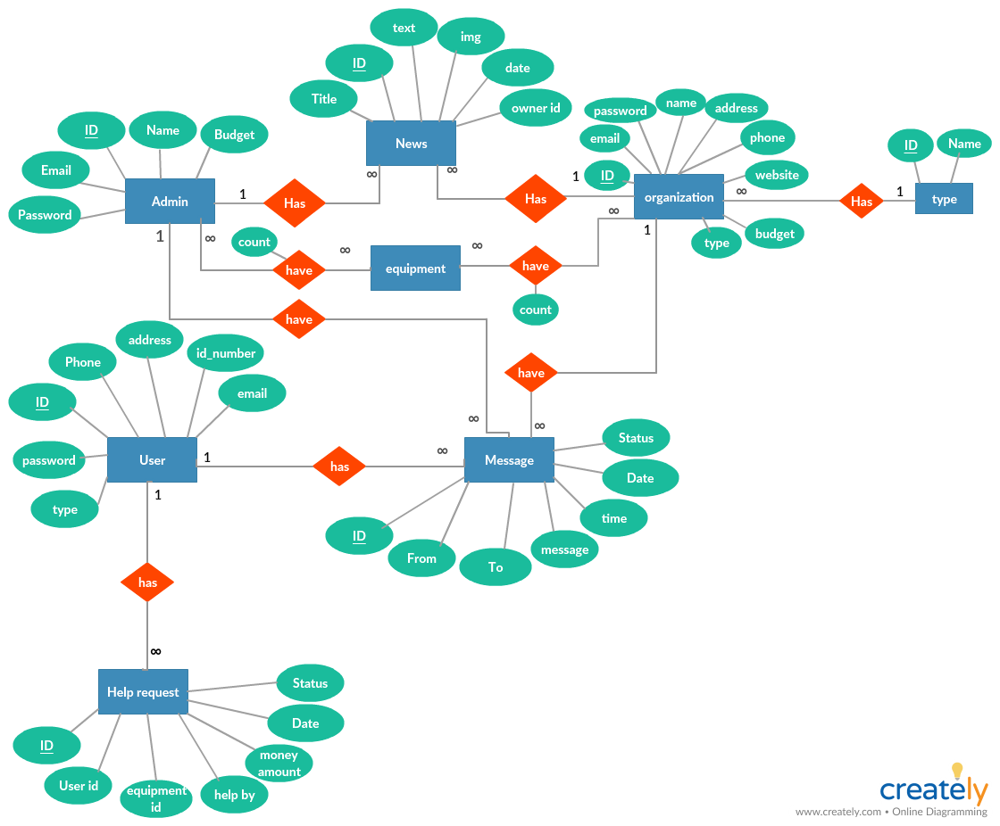 text
img
ID
date
Title
owner id
News
∞
∞
password
name
address
email
phone
ID
website
organization
type
budget
1
∞
∞
1
ID
Name
Has
1
type
ID
Name
Budget
Email
Password
Admin
1
Has
Has
1
∞
count
have
∞
equipment
∞
have
count
have
have
address
Phone
id_number
ID
email
password
type
User
1
has
∞
∞
∞
Message
Status
Date
time
message
To
From
ID
1
has
∞
Help request
Status
Date
money
amount
help by
equipment
id
User id
ID
creately
www.creately.com • Online Diagramming